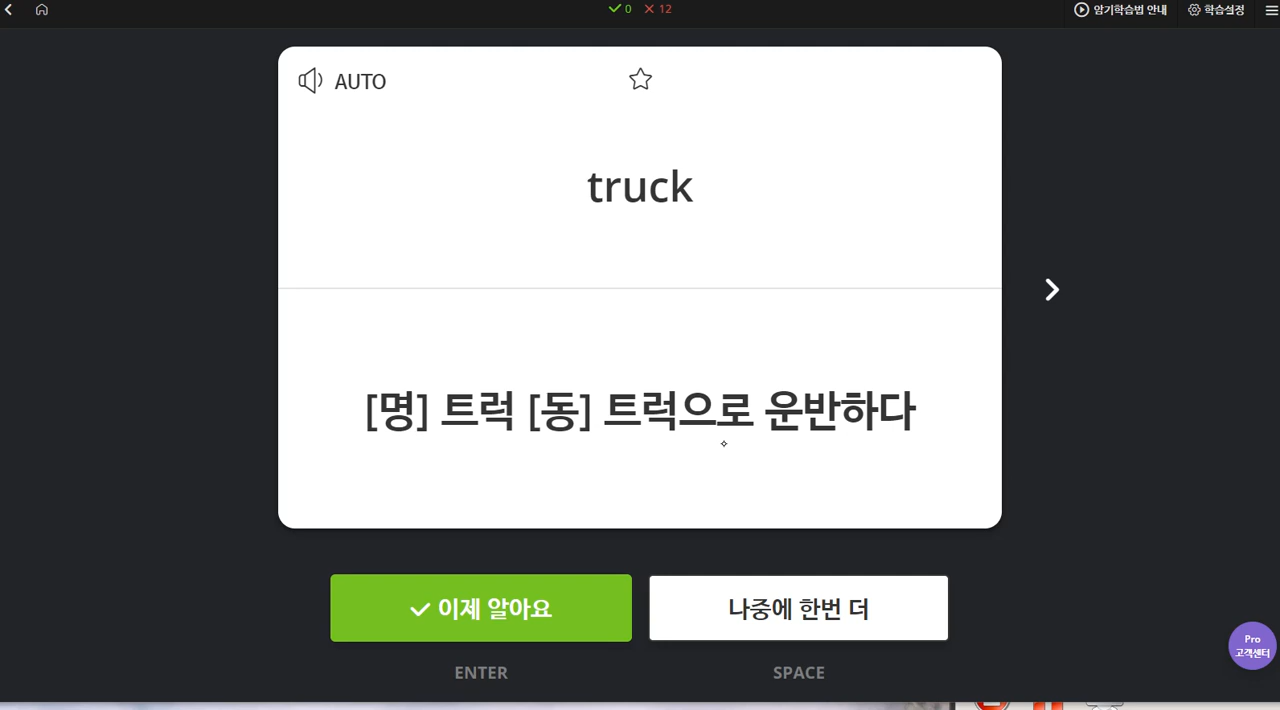 0 12 암기학습법 안내 학습설정
AUTO
truck
[명] 트럭 [동] 트럭으로 운반하다
이제 알아요 나중에 한번 더
ENTER SPACE
Pro
고객센터